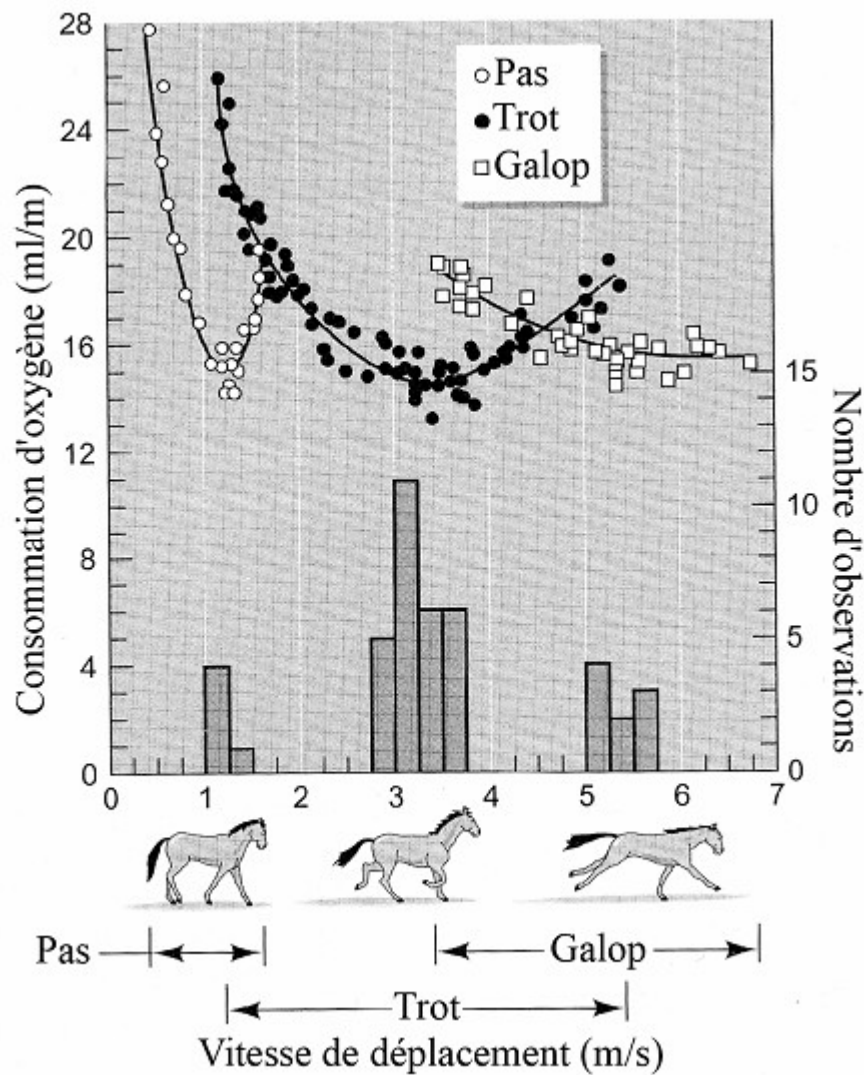 28
24
20
16
12
8
4
0
Consommation d'oxygène (ml/m)
Pas
Trot
Galop
15
10
5
0
Nombre d'observations
0 1 2 3 4 5 6 7
Pas
Galop
Trot
Vitesse de déplacement (m/s)